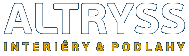 ALTRYSS
INTERIÉRY & PODLAHY